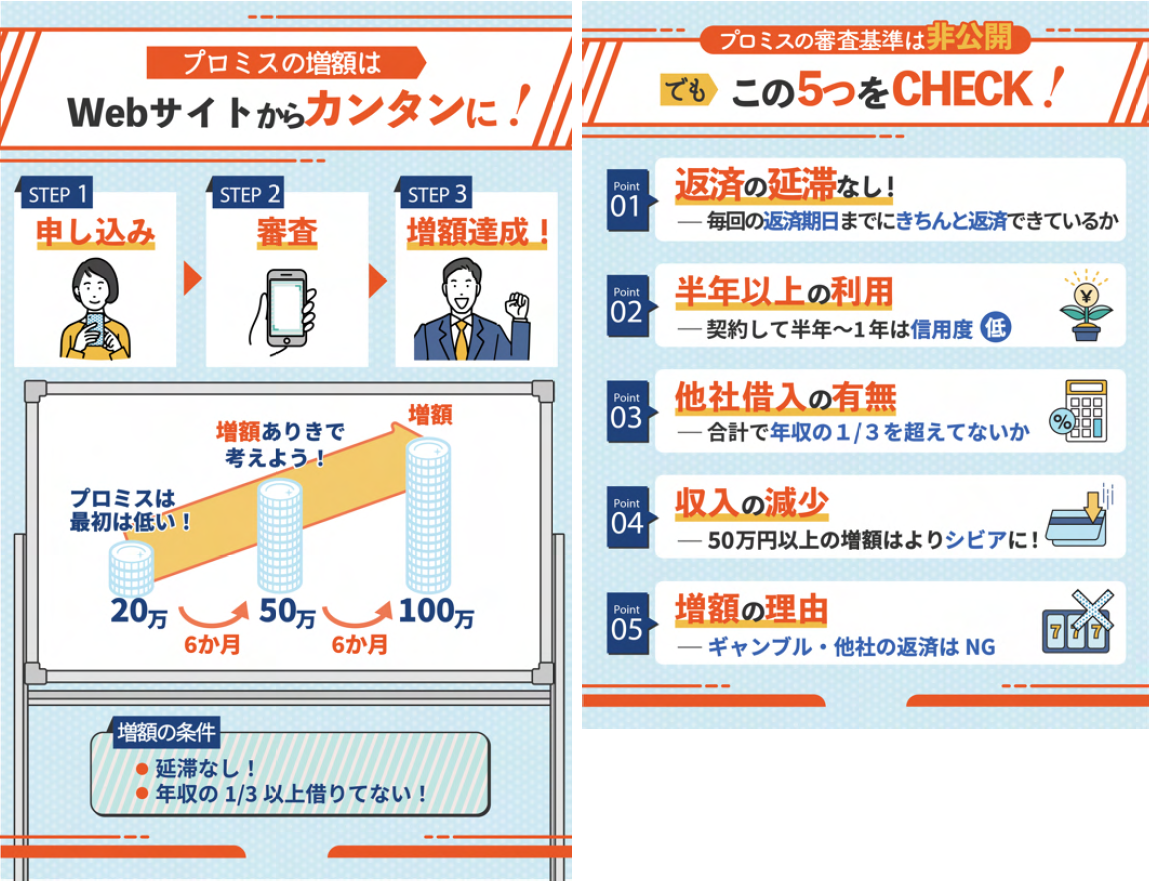 プロミスの増額は
Webサイトからカンタンに!
STEP 1
申し込み
STEP 2
審査
STEP 3
増額達成!
増額
増額ありきで
考えよう!
プロミスは
最初は低い!
20万
50万
100万
6か月
6か月
増額の条件
● 延滞なし!
● 年収の 1/3 以上借りてない!
プロミスの審査基準は非公開
でも この5つをCHECK!
Point
01
返済の延滞なし!
― 毎回の返済期日までにきちんと返済できているか
Point
02
半年以上の利用
― 契約して半年〜1年は信用度 低
¥
Point
03
他社借入の有無
― 合計で年収の1/3を超えてないか
%
Point
04
収入の減少
― 50万円以上の増額はよりシビアに!
Point
05
増額の理由
― ギャンブル・他社の返済は NG
777